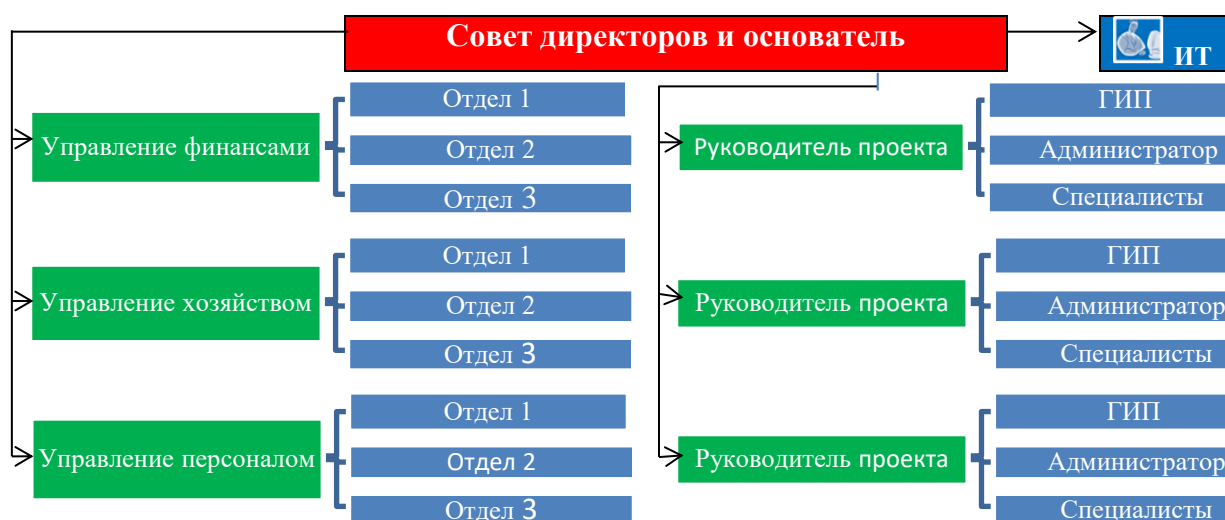 Совет директоров и основатель
ИТ
Отдел 1
Управление финансами
Отдел 2
Отдел 3
Отдел 1
Управление хозяйством
Отдел 2
Отдел 3
Отдел 1
Управление персоналом
Отдел 2
Отдел 3
ГИП
Руководитель проекта
Администратор
Специалисты
ГИП
Руководитель проекта
Администратор
Специалисты
ГИП
Руководитель проекта
Администратор
Специалисты